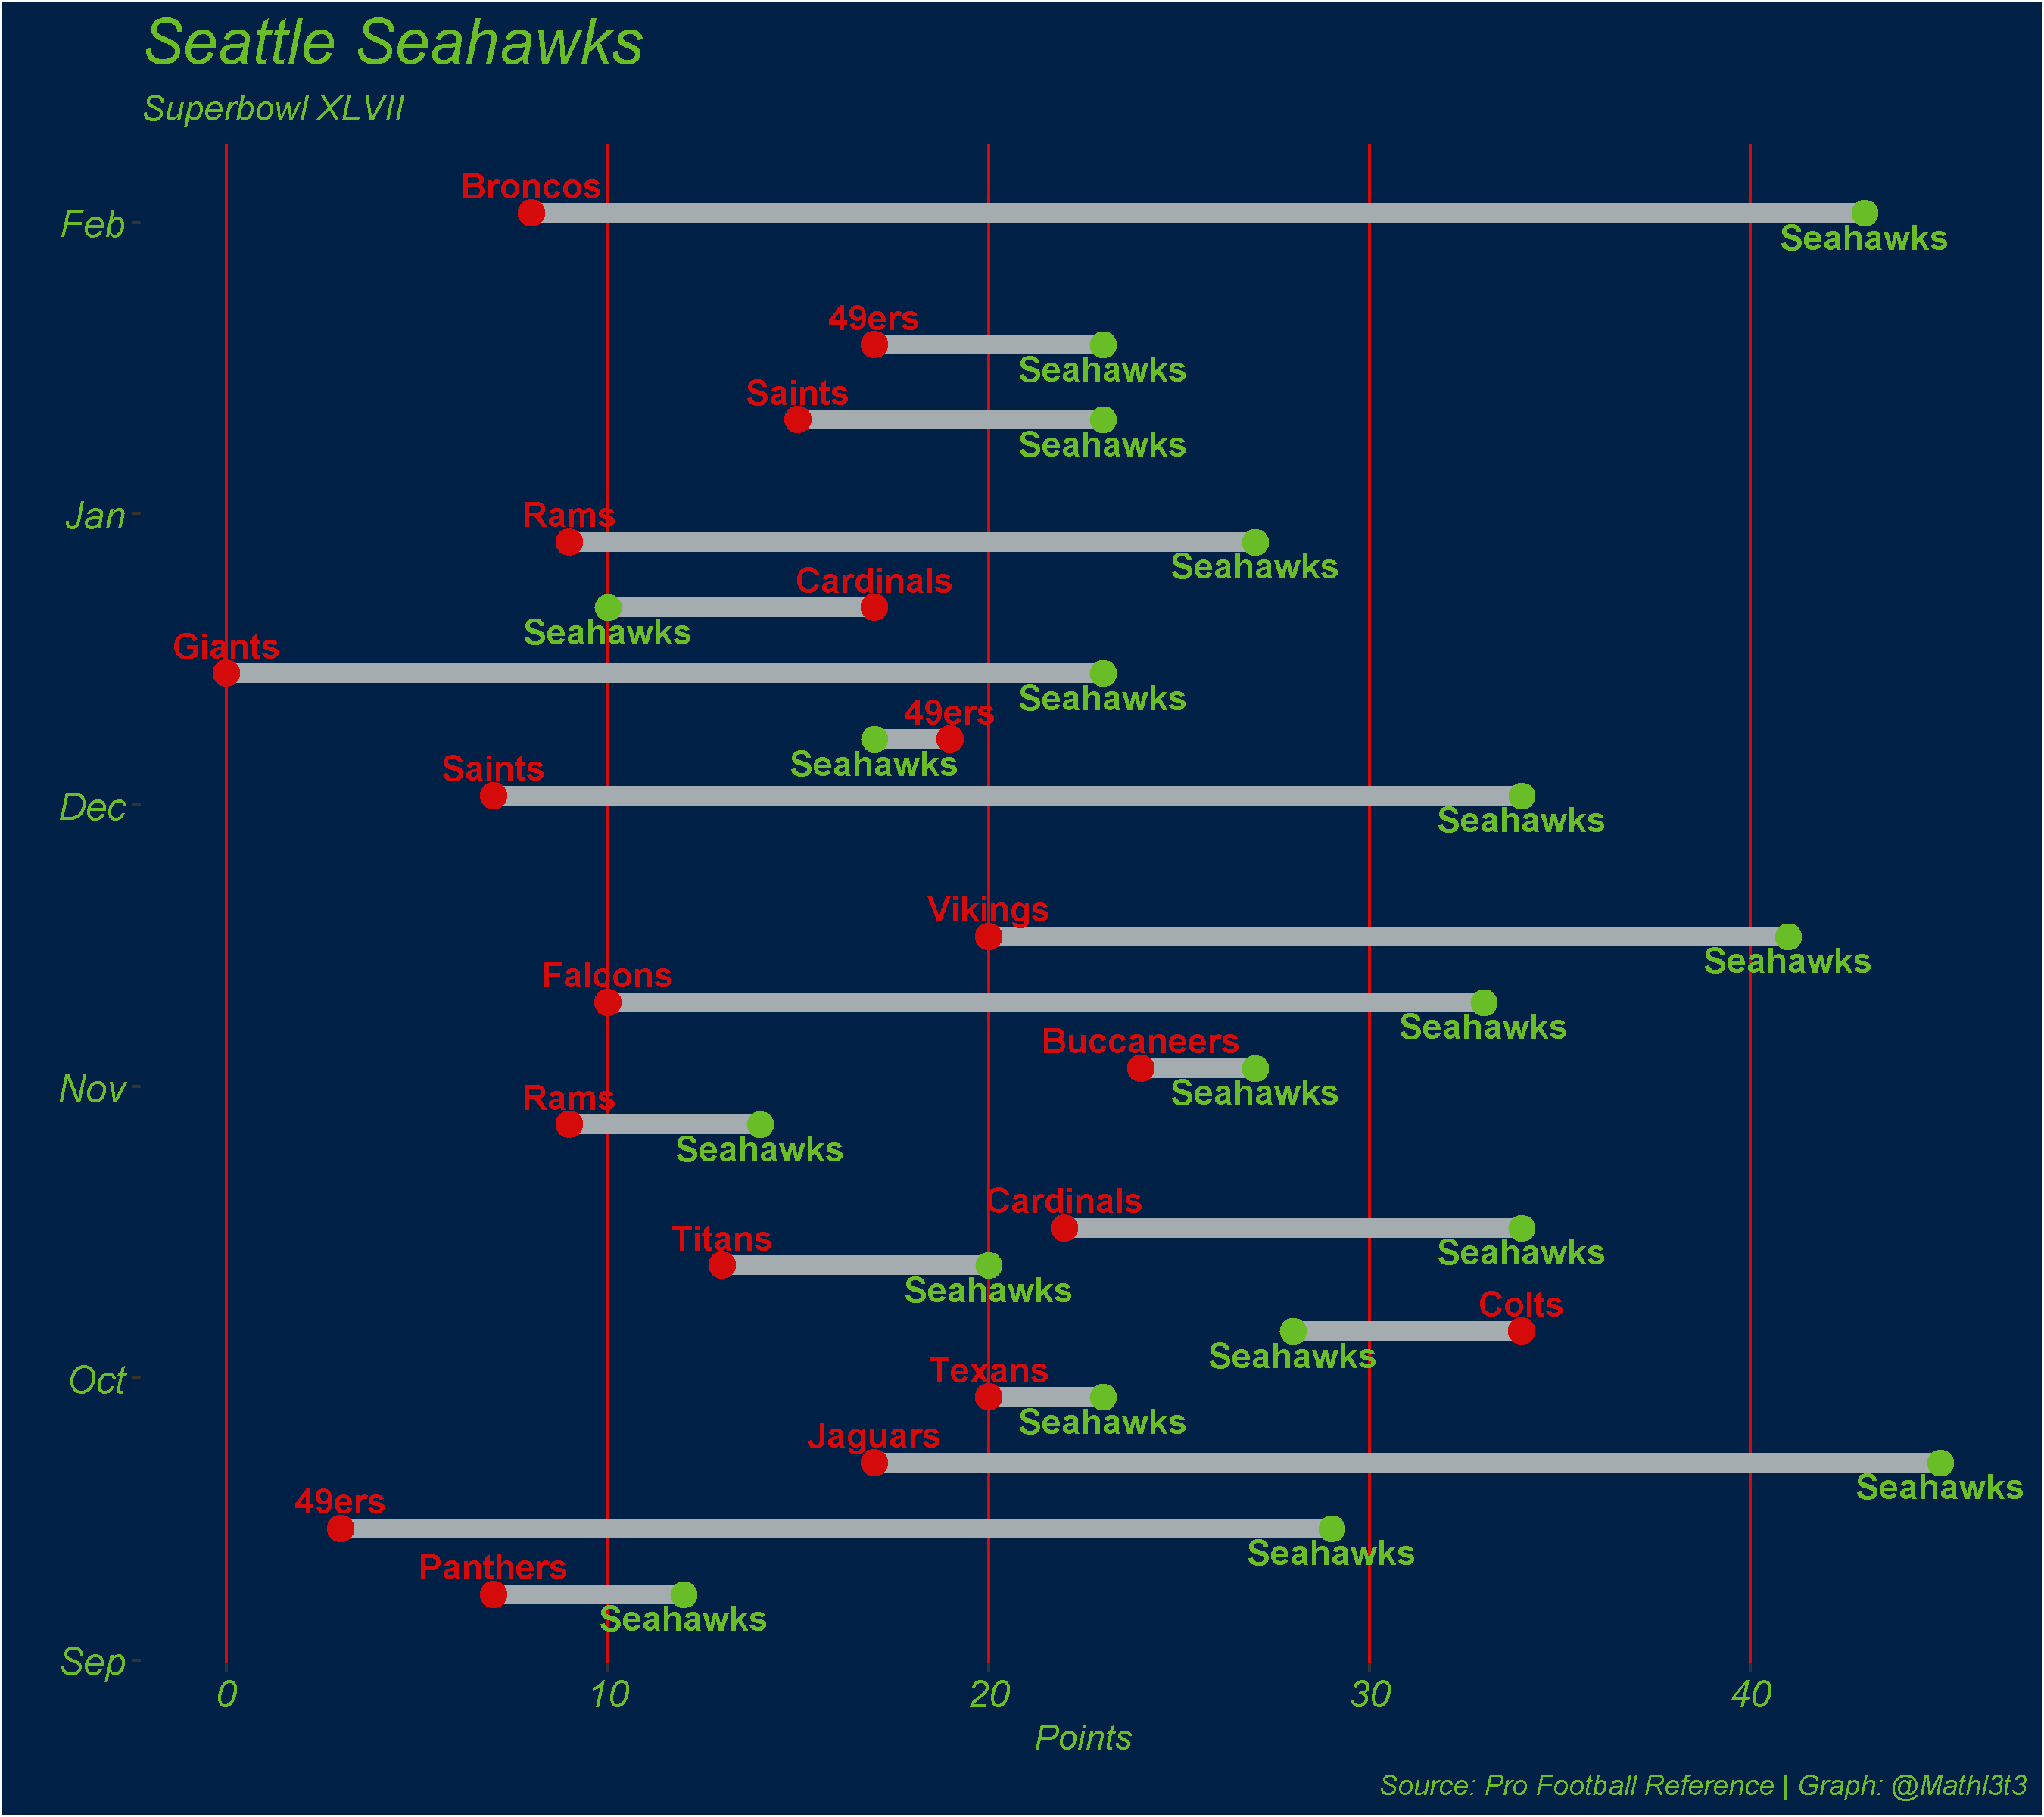 Seattle Seahawks
Superbowl XLVII
Broncos
Feb
Seahawks
49ers
Seahawks
Saints
Seahawks
Jan
Rams
Seahawks
Cardinals
Seahawks
Giants
Seahawks
49ers
Seahawks
Saints
Dec
Seahawks
Vikings
Seahawks
Falcons
Seahawks
Buccaneers
Nov
Seahawks
Rams
Seahawks
Cardinals
Seahawks
Titans
Seahawks
Colts
Seahawks
Oct
Texans
Seahawks
Jaguars
Seahawks
49ers
Seahawks
Panthers
Seahawks
Sep
0 10 20 30 40
Points
Source: Pro Football Reference | Graph: @Mathl3t3